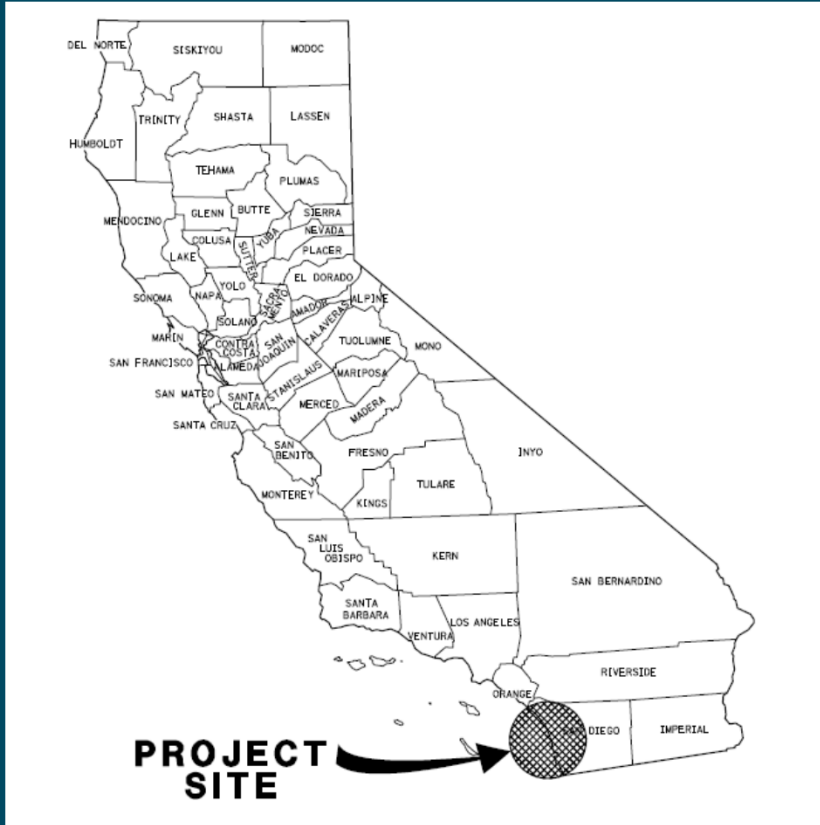 DEL NORTE
SISKIYOU
MODOC
TRINITY
SHASTA
LASSEN
HUMBOLDT
TEHAMA
PLUMAS
MENDOCINO
GLENN
BUTTE
SIERRA
NEVADA
YUBA
COLUSA
SUTTER
PLACER
LAKE
EL DORADO
YOLO
NAPA
SONOMA
SACRA
MENTO
AMADOR
ALPINE
SOLANO
CALAVERAS
MARIN
CONTRA
COSTA
SAN
JOAQUIN
TUOLUMNE
MONO
SAN FRANCISCO
ALAMEDA
STANISLAUS
MARIPOSA
SAN MATEO
SANTA
CLARA
MERCED
MADERA
SANTA CRUZ
SAN
BENITO
FRESNO
INYO
MONTEREY
KINGS
TULARE
SAN
LUIS
OBISPO
KERN
SAN BERNARDINO
SANTA
BARBARA
VENTURA
LOS ANGELES
RIVERSIDE
ORANGE
DIEGO
IMPERIAL
PROJECT
SITE